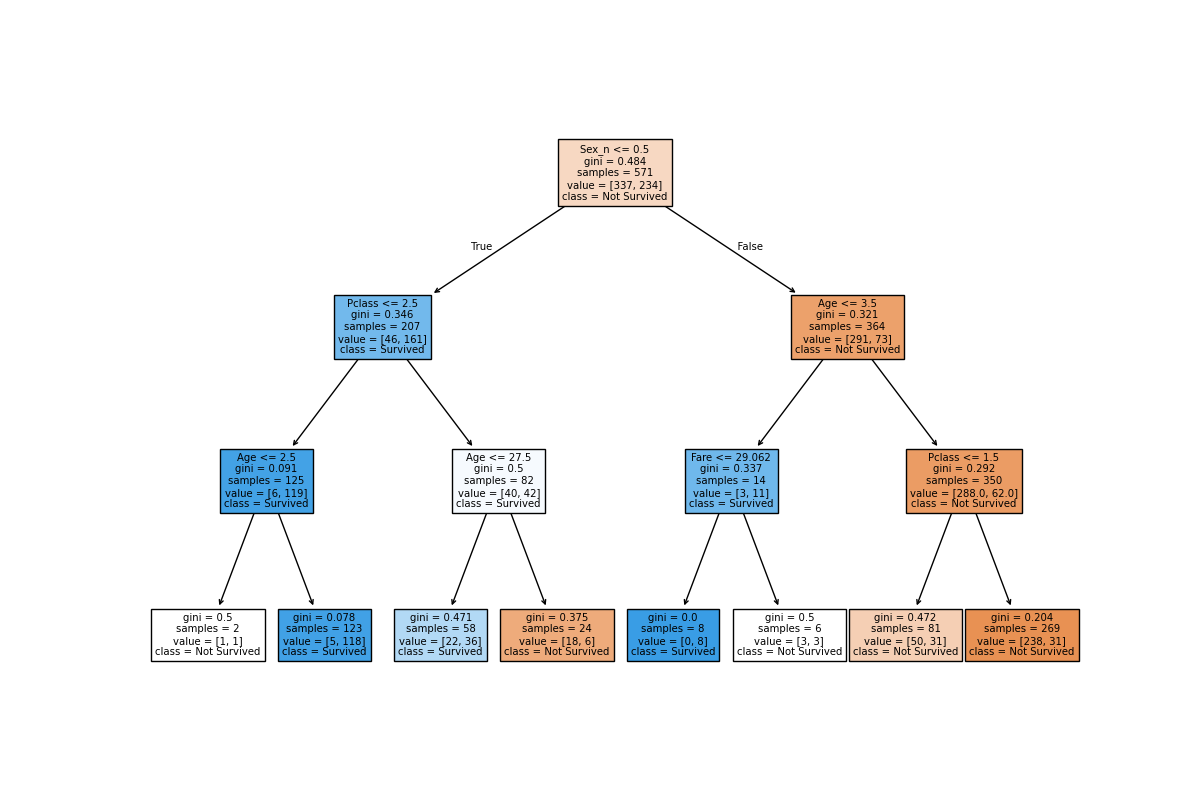 Sex_n <= 0.5
gini = 0.484
samples = 571
value = [337, 234]
class = Not Survived
True
False
Pclass <= 2.5
gini = 0.346
samples = 207
value = [46, 161]
class = Survived
Age <= 3.5
gini = 0.321
samples = 364
value = [291, 73]
class = Not Survived
Age <= 2.5
gini = 0.091
samples = 125
value = [6, 119]
class = Survived
Age <= 27.5
gini = 0.5
samples = 82
value = [40, 42]
class = Survived
Fare <= 29.062
gini = 0.337
samples = 14
value = [3, 11]
class = Survived
Pclass <= 1.5
gini = 0.292
samples = 350
value = [288.0, 62.0]
class = Not Survived
gini = 0.5
samples = 2
value = [1, 1]
class = Not Survived
gini = 0.078
samples = 123
value = [5, 118]
class = Survived
gini = 0.471
samples = 58
value = [22, 36]
class = Survived
gini = 0.375
samples = 24
value = [18, 6]
class = Not Survived
gini = 0.0
samples = 8
value = [0, 8]
class = Survived
gini = 0.5
samples = 6
value = [3, 3]
class = Not Survived
gini = 0.472
samples = 81
value = [50, 31]
class = Not Survived
gini = 0.204
samples = 269
value = [238, 31]
class = Not Survived